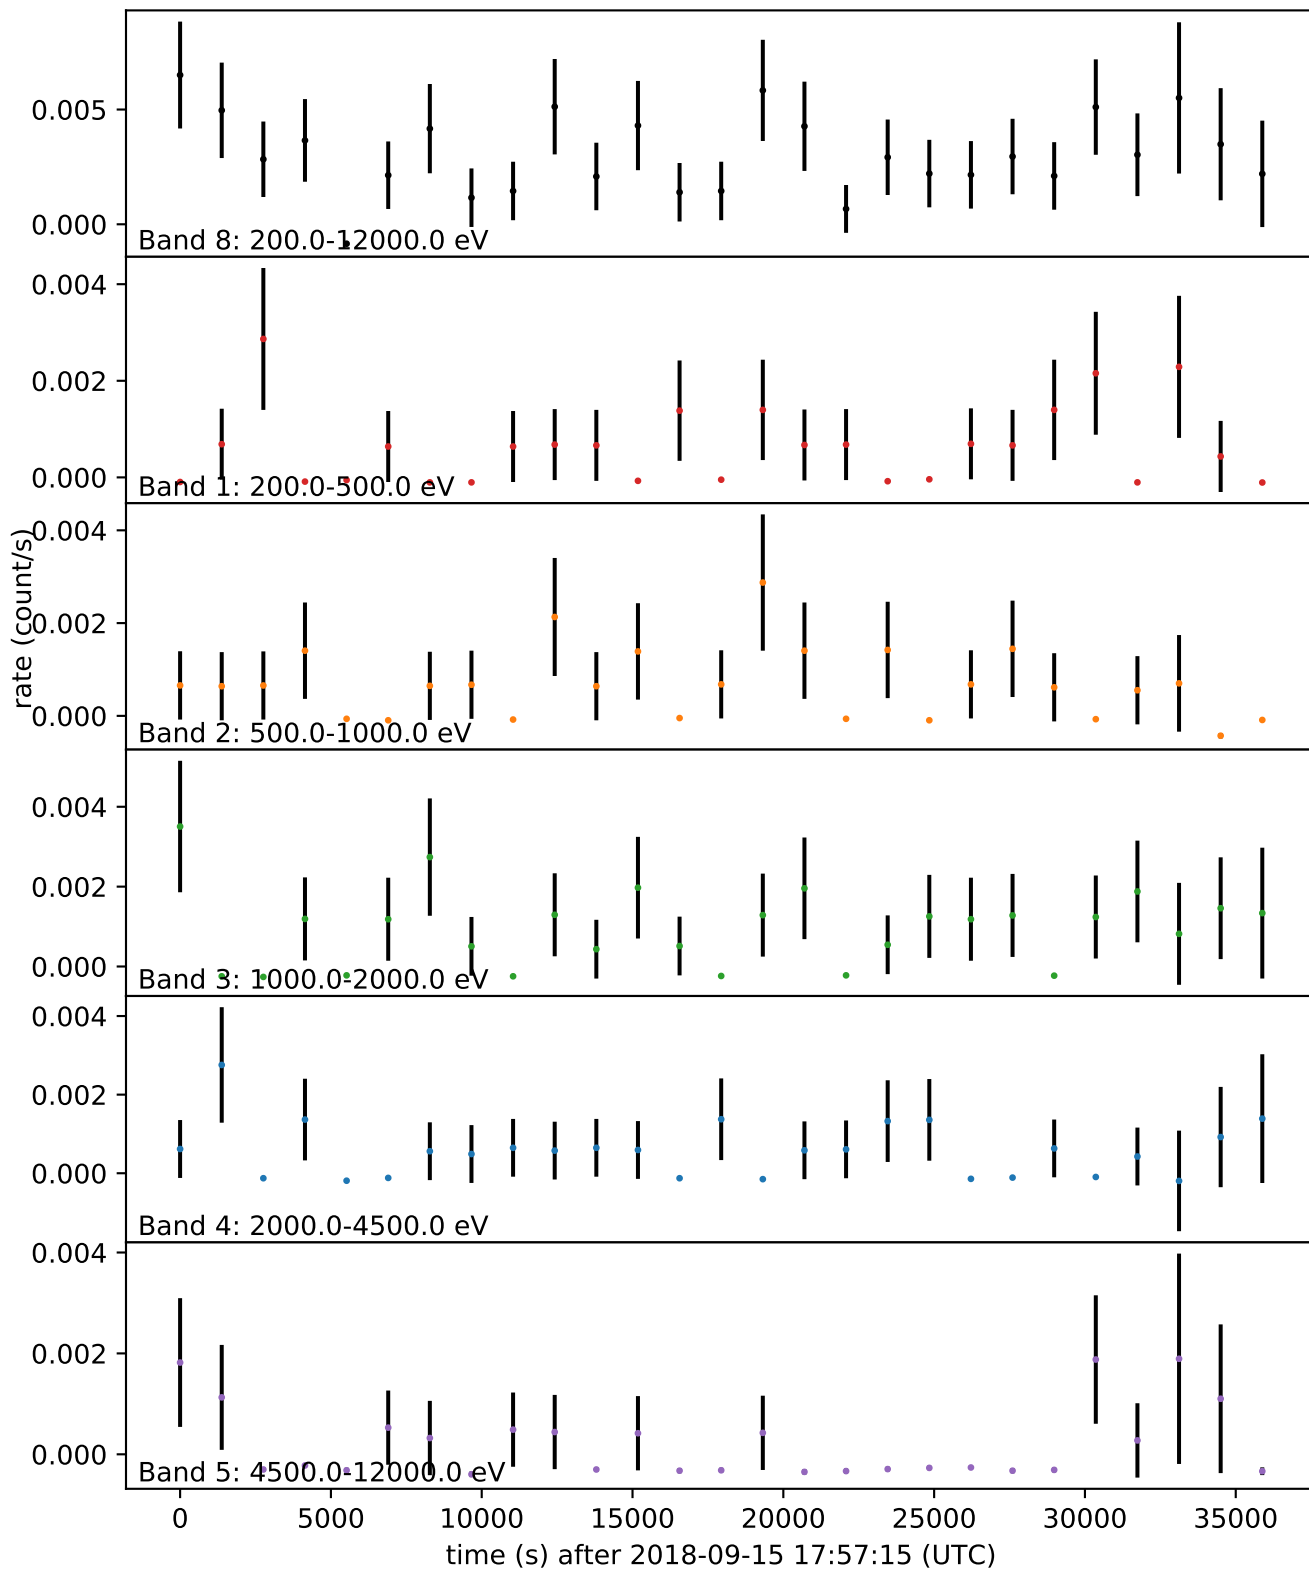 0.005
0.000
Band 8: 200.0-12000.0 eV
0.004
0.002
0.000
Band 1: 200.0-500.0 eV
rate (count/s)
0.004
0.002
0.000
Band 2: 500.0-1000.0 eV
0.004
0.002
0.000
Band 3: 1000.0-2000.0 eV
0.004
0.002
0.000
Band 4: 2000.0-4500.0 eV
0.004
0.002
0.000
Band 5: 4500.0-12000.0 eV
0 5000 10000 15000 20000 25000 30000 35000
time (s) after 2018-09-15 17:57:15 (UTC)